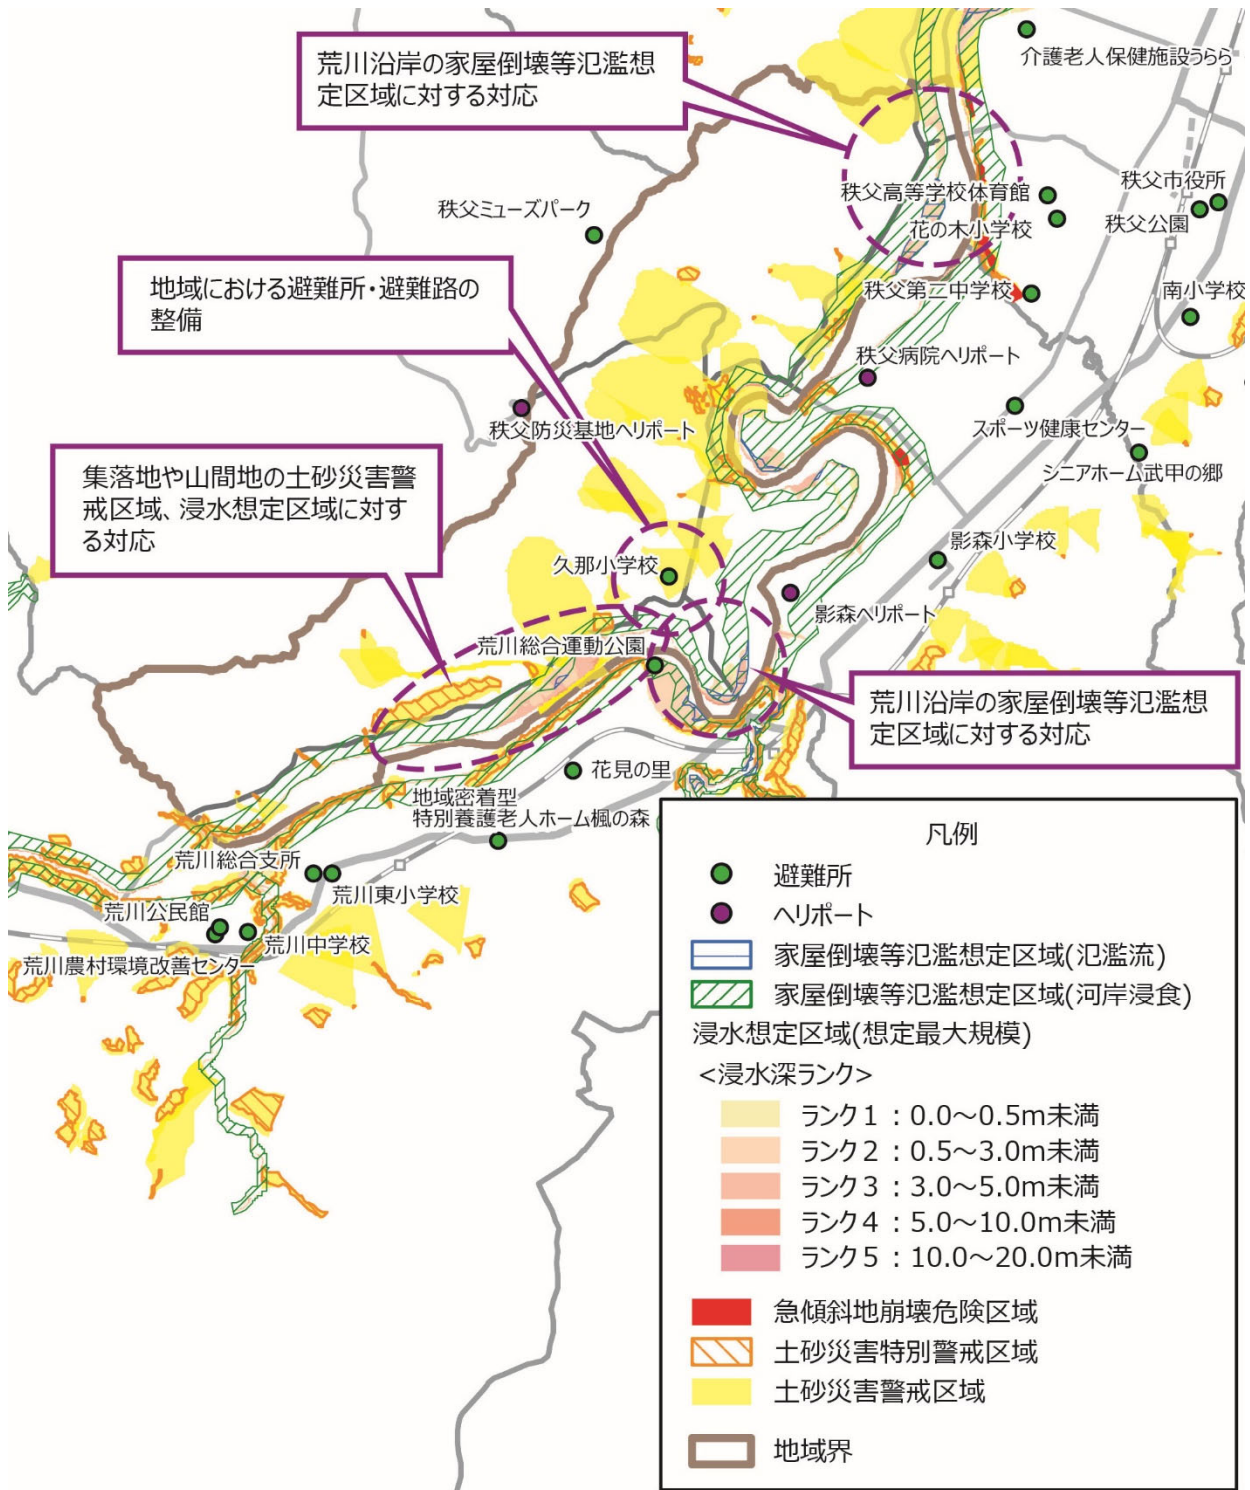 荒川沿岸の家屋倒壊等氾濫想
定区域に対する対応
介護老人保健施設うらら
秩父高等学校体育館
秩父市役所
秩父ミューズパーク
花の木小学校
秩父公園
地域における避難所・避難路の
整備
秩父第二中学校
南小学校
秩父病院ヘリポート
秩父防災基地ヘリポート
スポーツ健康センター
シニアホーム武甲の郷
集落地や山間地の土砂災害警
戒区域、浸水想定区域に対す
る対応
久那小学校
影森小学校
影森ヘリポート
荒川総合運動公園
荒川沿岸の家屋倒壊等氾濫想
定区域に対する対応
花見の里
地域密着型
特別養護老人ホーム楓の森
荒川総合支所
荒川東小学校
荒川公民館
荒川中学校
荒川農村環境改善センター
凡例
避難所
ヘリポート
家屋倒壊等氾濫想定区域(氾濫流)
家屋倒壊等氾濫想定区域(河岸浸食)
浸水想定区域(想定最大規模)
<浸水深ランク>
ランク1：0.0～0.5m未満
ランク2：0.5～3.0m未満
ランク3：3.0～5.0m未満
ランク4：5.0～10.0m未満
ランク5：10.0～20.0m未満
急傾斜地崩壊危険区域
土砂災害特別警戒区域
土砂災害警戒区域
地域界